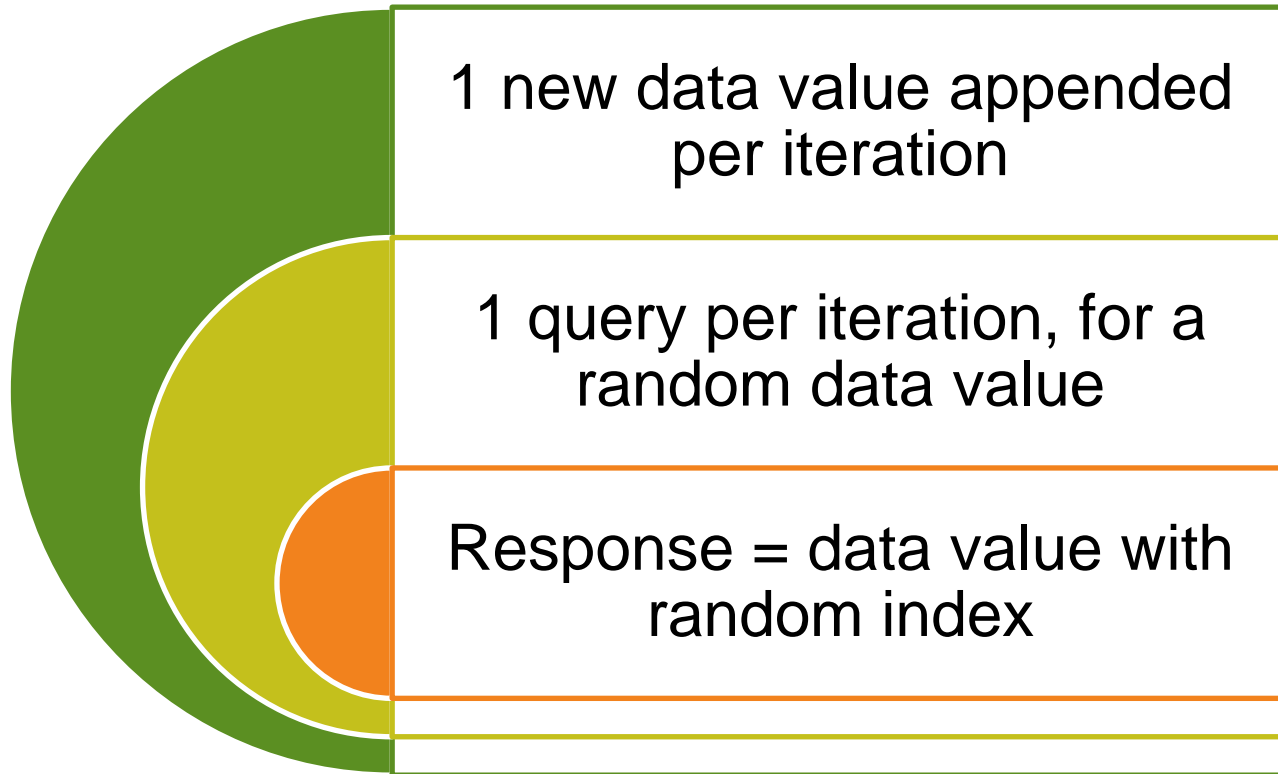 1 new data value appended
per iteration
1 query per iteration, for a
random data value
Response = data value with
random index